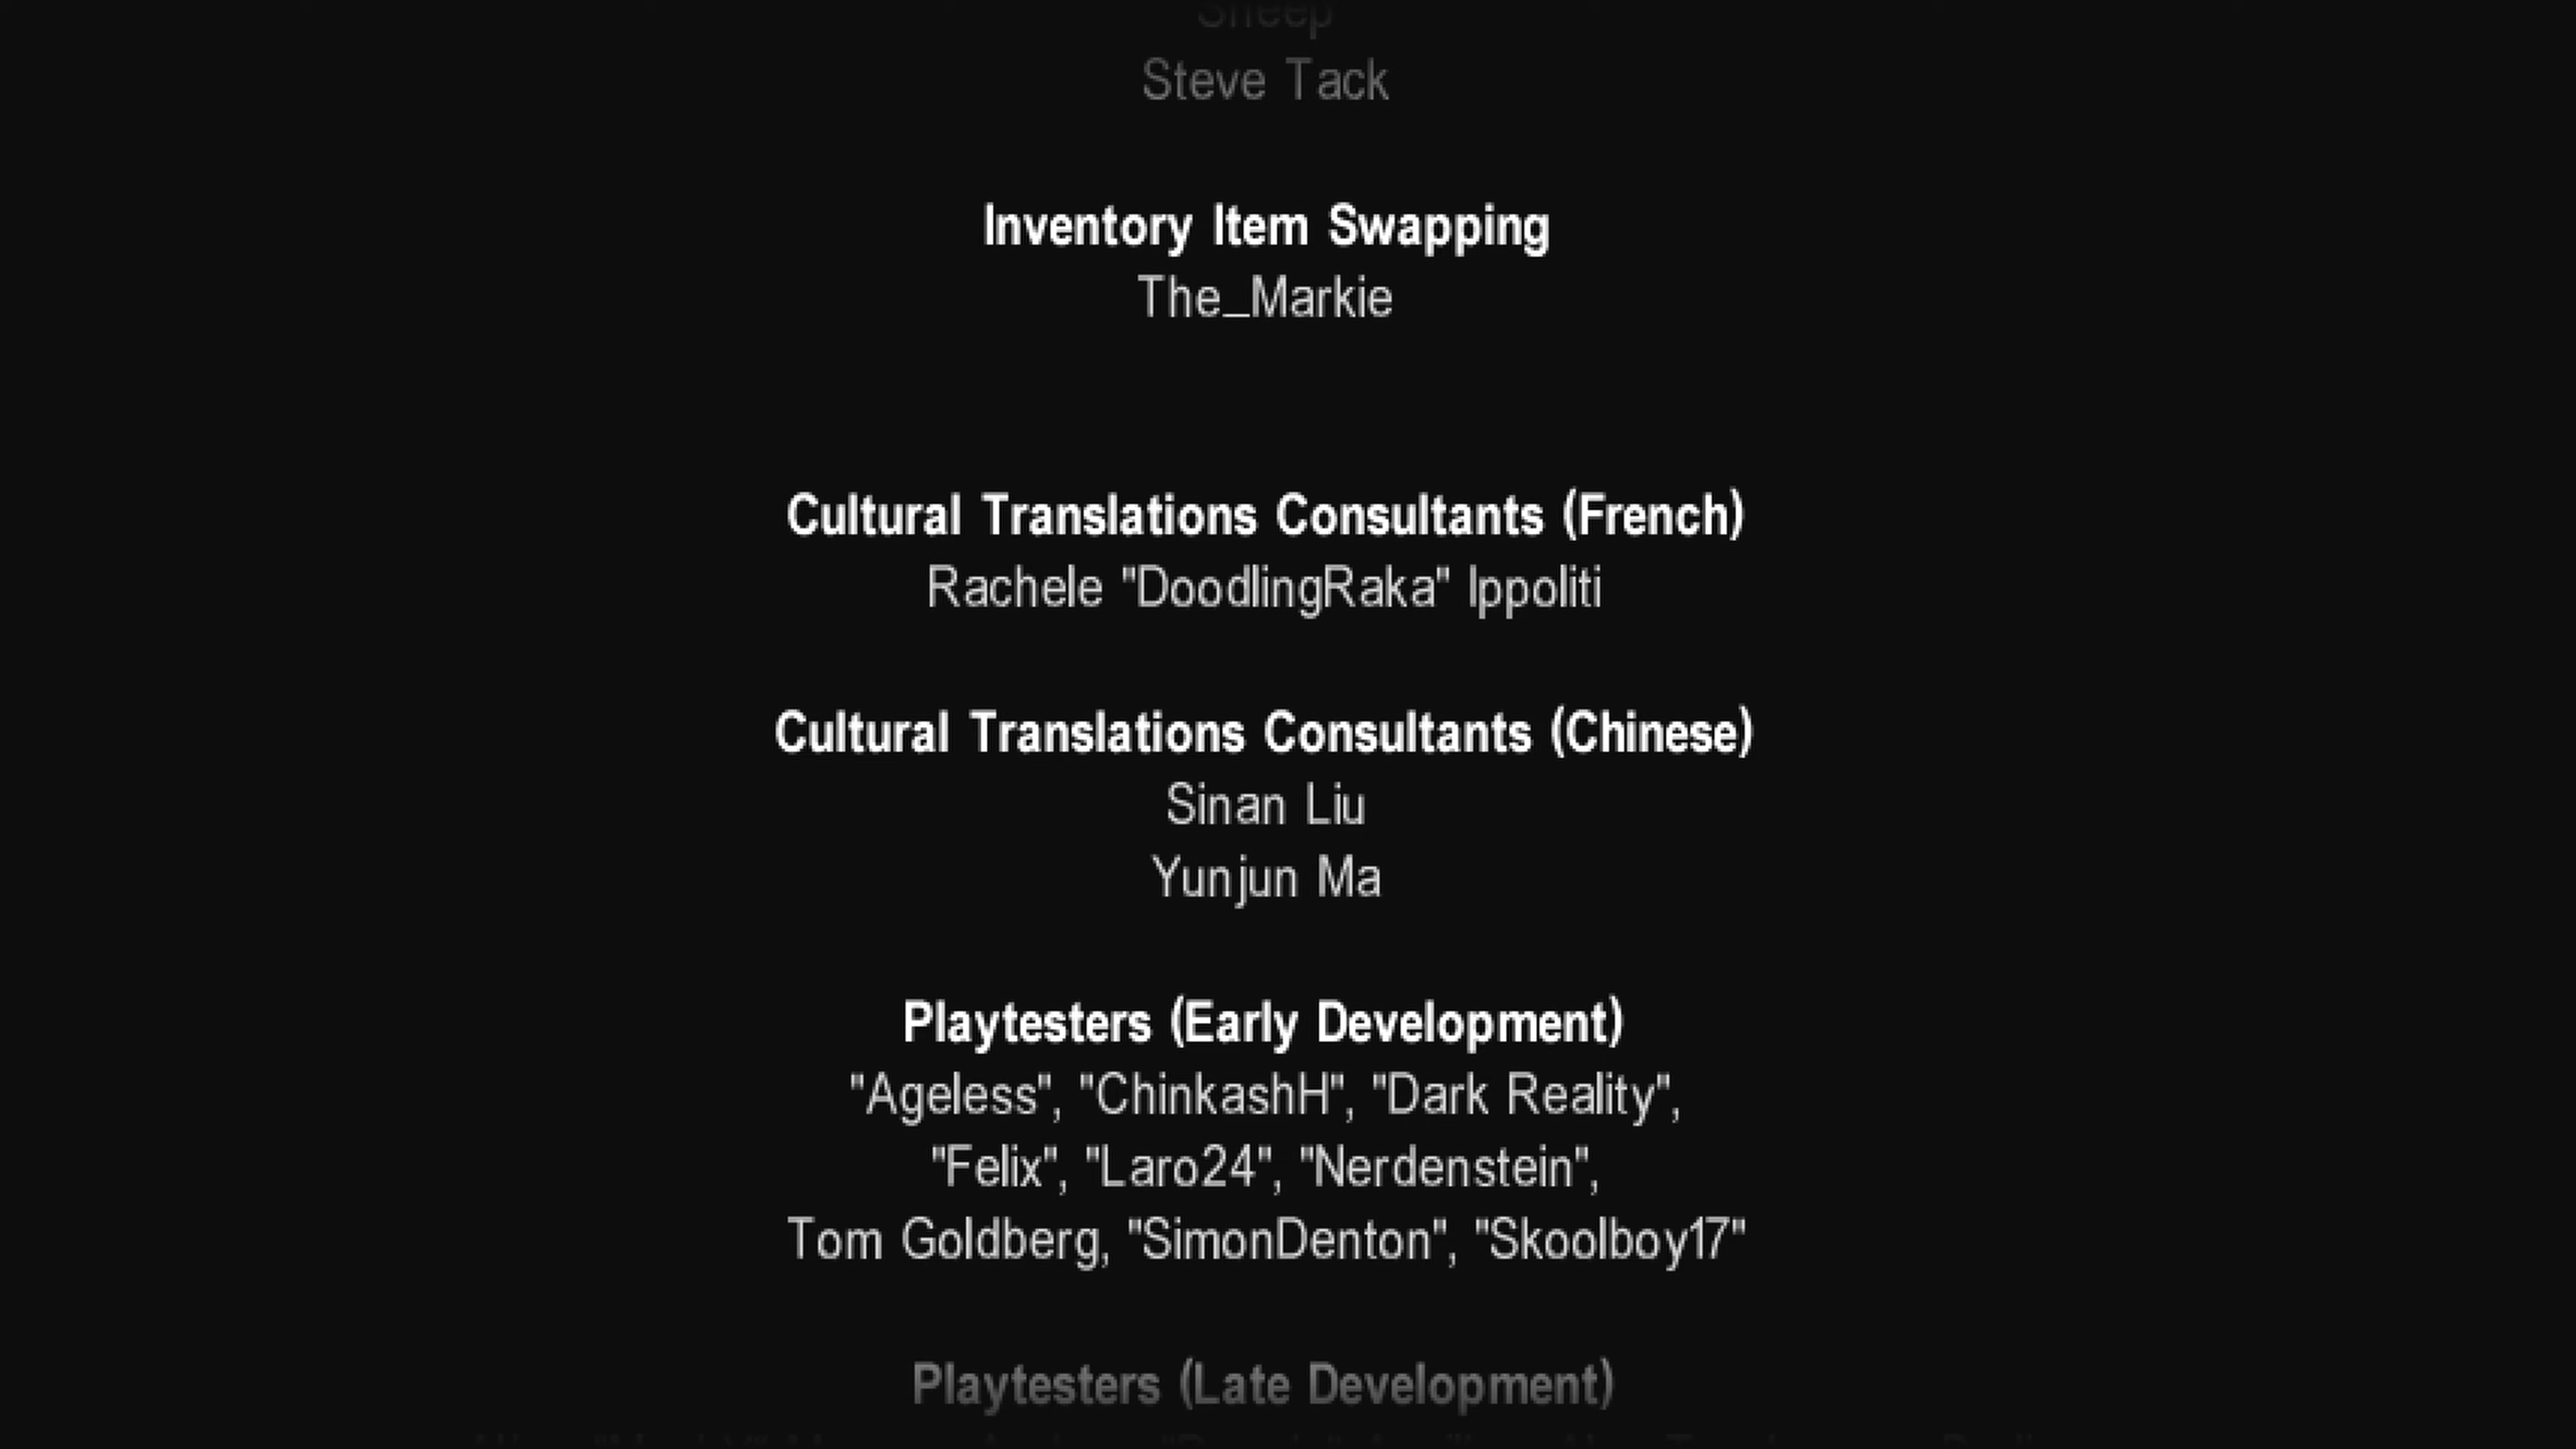 Sheep
Steve Tack
Inventory Item Swapping
The_Markie
Cultural Translations Consultants (French)
Rachele "DoodlingRaka" Ippoliti
Cultural Translations Consultants (Chinese)
Sinan Liu
Yunjun Ma
Playtesters (Early Development)
"Ageless", "ChinkashH", "Dark Reality",
"Felix", "Laro24", "Nerdenstein",
Tom Goldberg, "SimonDenton", "Skoolboy17"
Playtesters (Late Development)